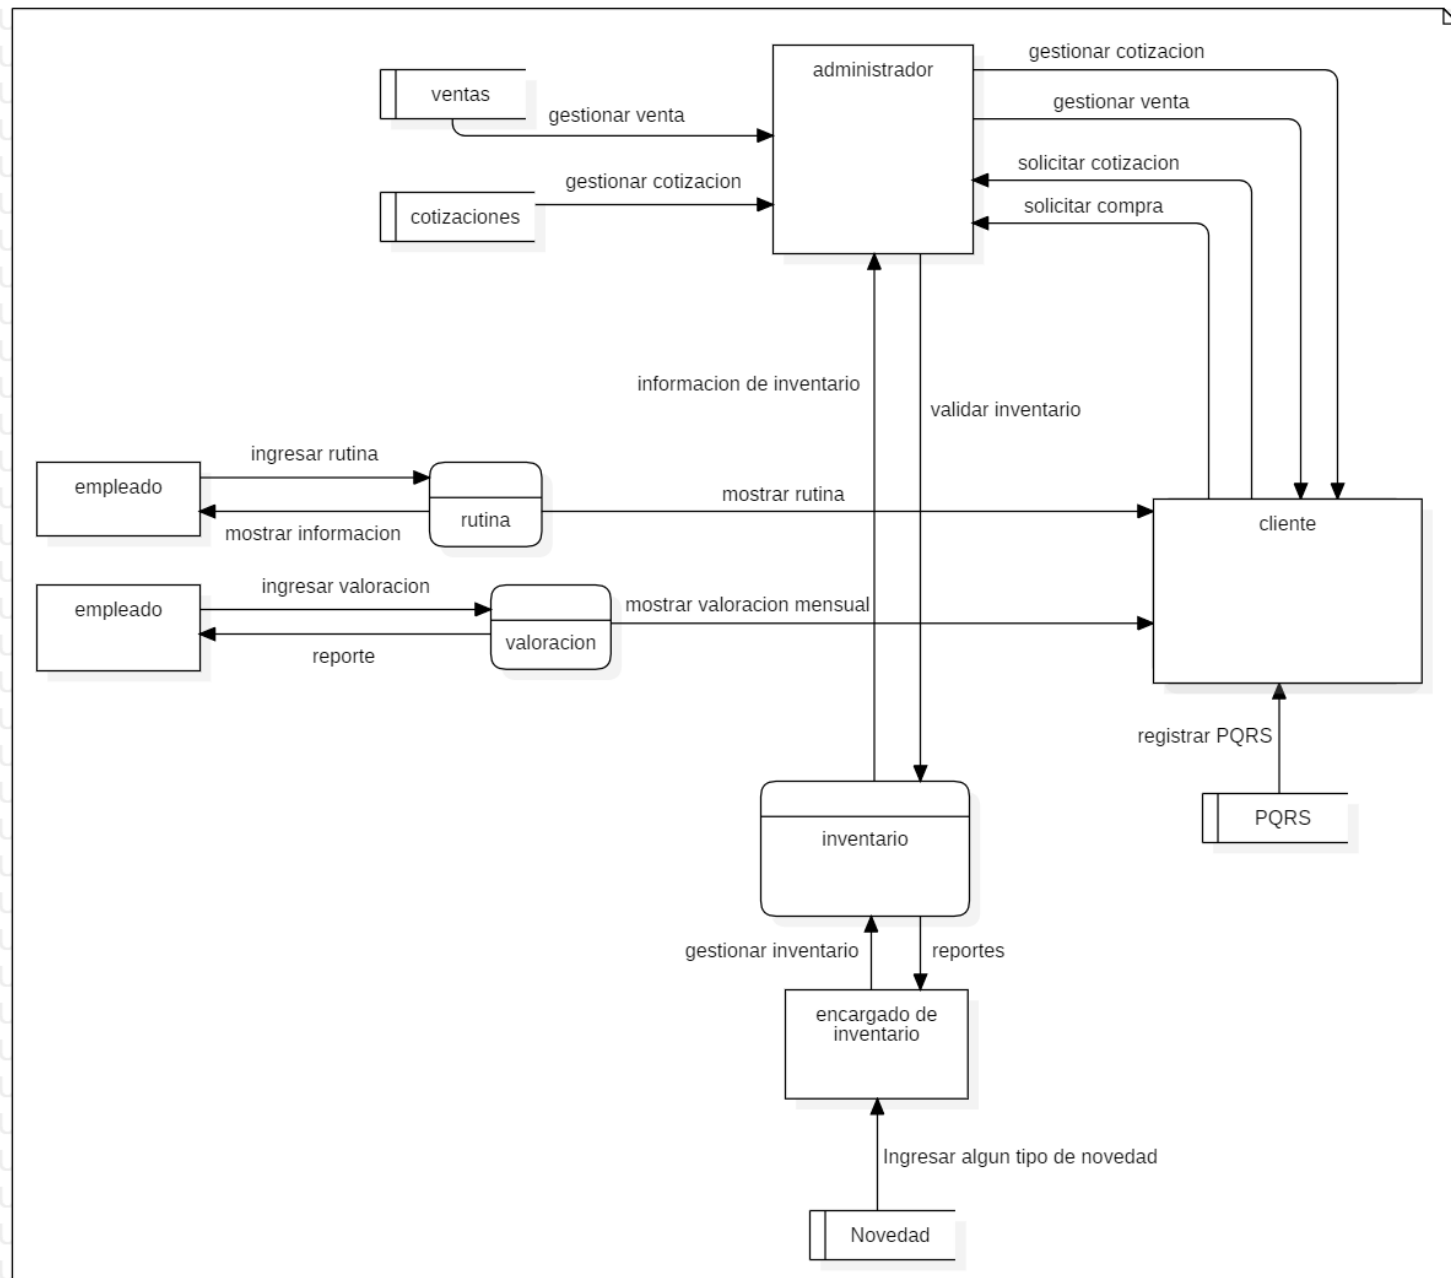 administrador
gestionar cotizacion
ventas
gestionar venta
gestionar venta
solicitar cotizacion
gestionar cotizacion
cotizaciones
solicitar compra
informacion de inventario
validar inventario
ingresar rutina
empleado
mostrar rutina
rutina
cliente
mostrar informacion
ingresar valoracion
empleado
mostrar valoracion mensual
valoracion
reporte
registrar PQRS
PQRS
inventario
gestionar inventario
reportes
encargado de
inventario
Ingresar algun tipo de novedad
Novedad